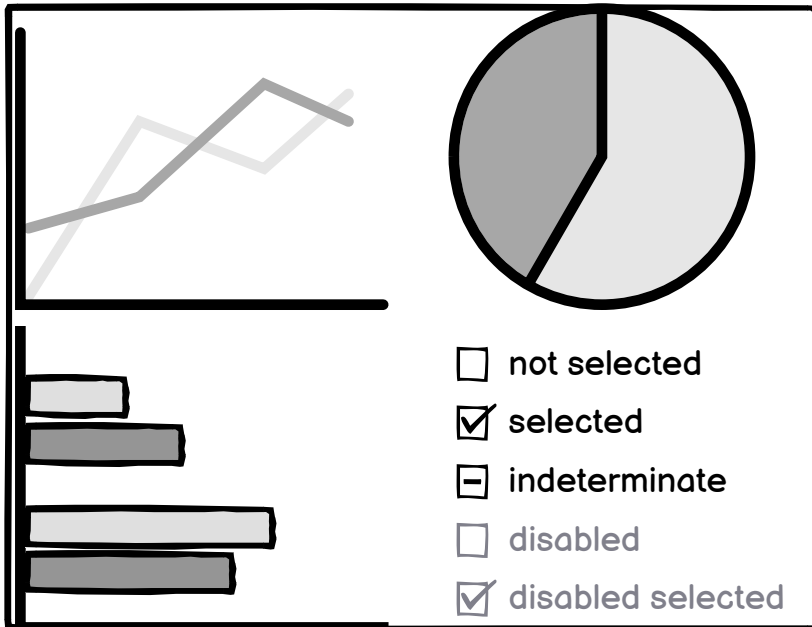 not selected
selected
indeterminate
disabled
disabled selected